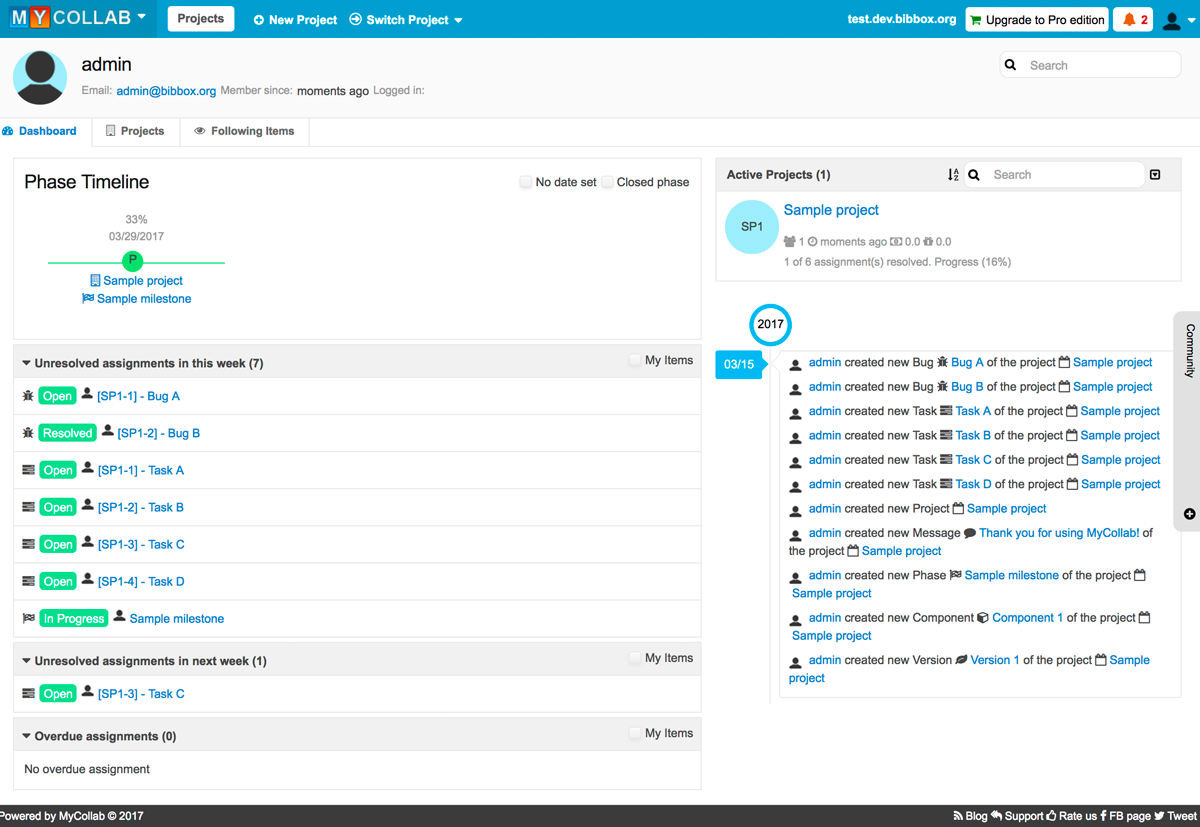 MYCOLLAB Projects New Project Switch Project test.dev.bibbox.org Upgrade to Pro edition 2
admin
Email: admin@bibbox.org Member since: moments ago Logged in:
Search
Dashboard Projects Following Items
Phase Timeline
No date set Closed phase
33%
03/29/2017
P
Sample project
Sample milestone
Unresolved assignments in this week (7)
My Items
Open [SP1-1] - Bug A
Resolved [SP1-2] - Bug B
Open [SP1-1] - Task A
Open [SP1-2] - Task B
Open [SP1-3] - Task C
Open [SP1-4] - Task D
In Progress Sample milestone
Unresolved assignments in next week (1)
My Items
Open [SP1-3] - Task C
Overdue assignments (0)
My Items
No overdue assignment
Active Projects (1)
Search
SP1
Sample project
1 moments ago 0.0 0.0
1 of 6 assignment(s) resolved. Progress (16%)
2017
03/15
admin created new Bug Bug A of the project Sample project
admin created new Bug Bug B of the project Sample project
admin created new Task Task A of the project Sample project
admin created new Task Task B of the project Sample project
admin created new Task Task C of the project Sample project
admin created new Task Task D of the project Sample project
admin created new Project Sample project
admin created new Message Thank you for using MyCollab! of
the project Sample project
admin created new Phase Sample milestone of the project
Sample project
admin created new Component Component 1 of the project
Sample project
admin created new Version Version 1 of the project Sample
project
Community
Powered by MyCollab © 2017
Blog Support Rate us FB page Tweet